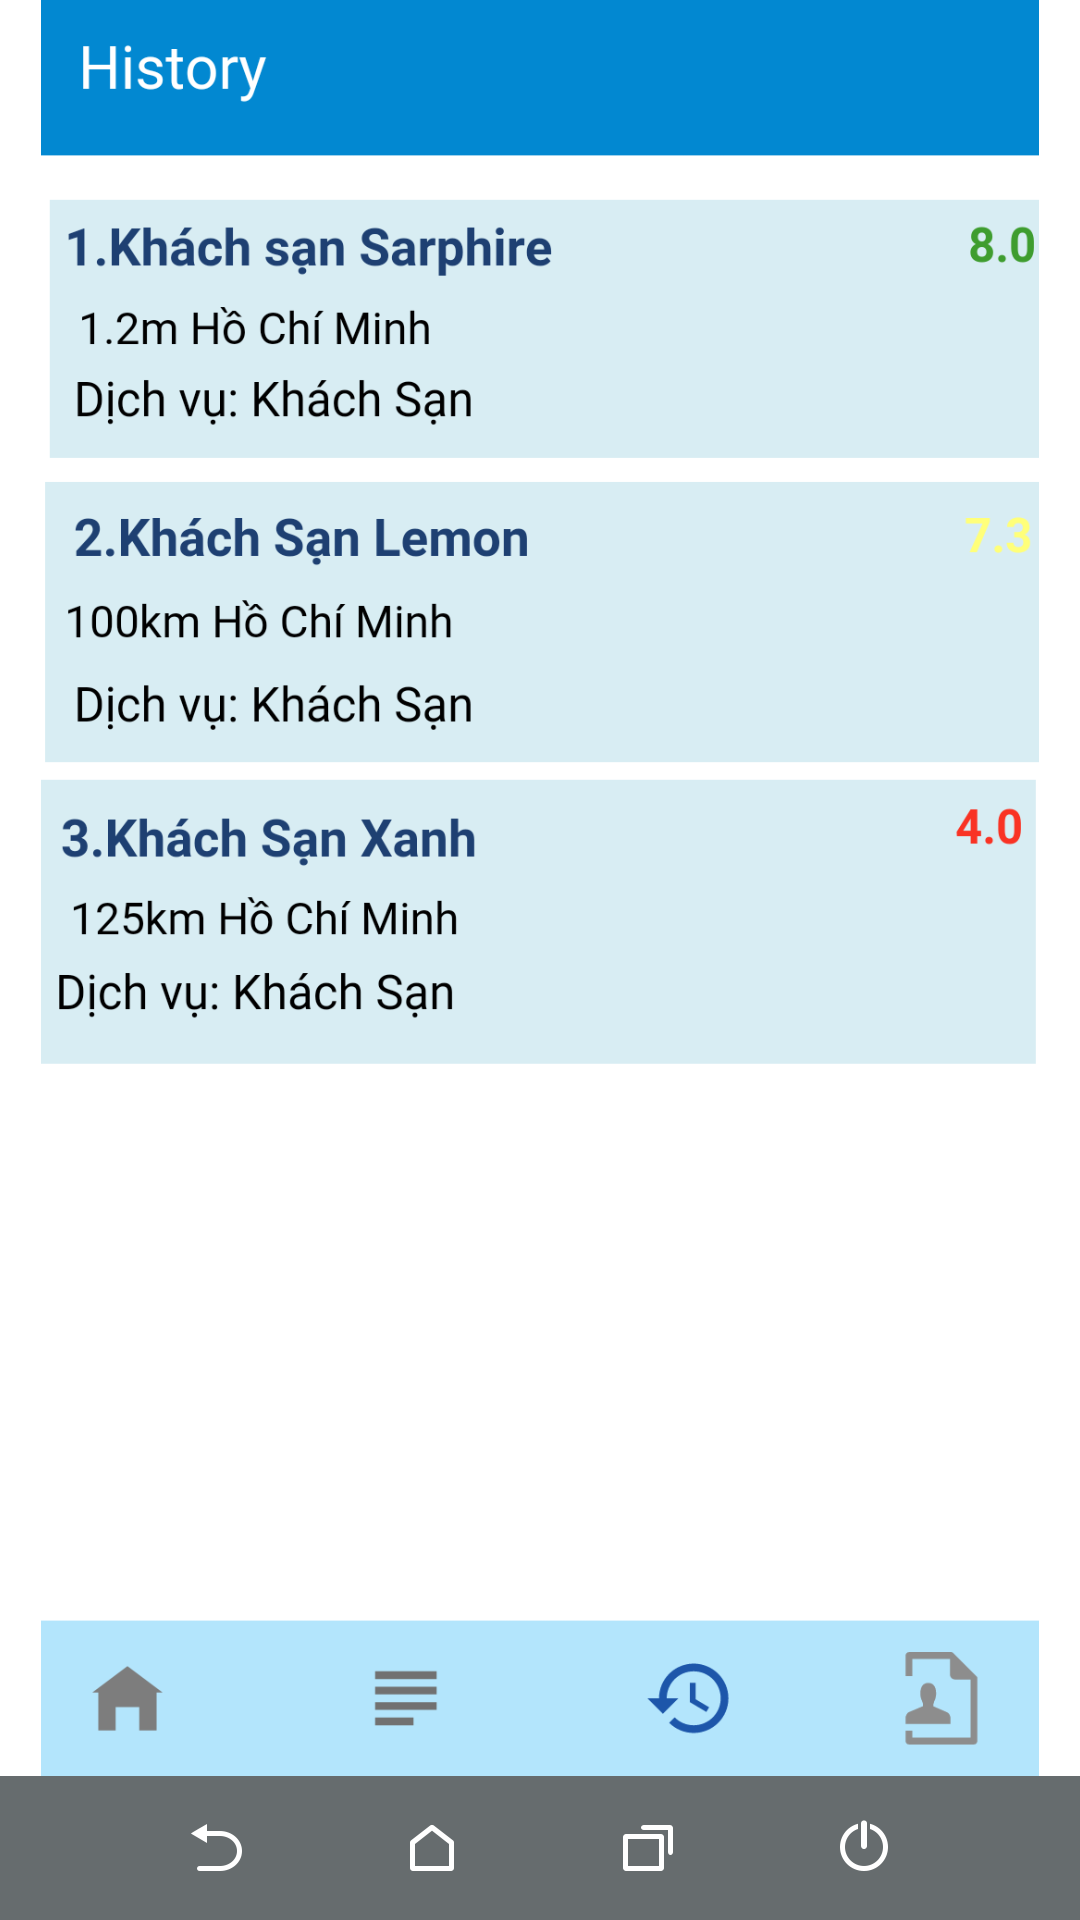 History
1.Khách sạn Sarphire 8.0
1.2m Hồ Chí Minh
Dịch vụ: Khách Sạn
2.Khách Sạn Lemon 7.3
100km Hồ Chí Minh
Dịch vụ: Khách Sạn
3.Khách Sạn Xanh 4.0
125km Hồ Chí Minh
Dịch vụ: Khách Sạn